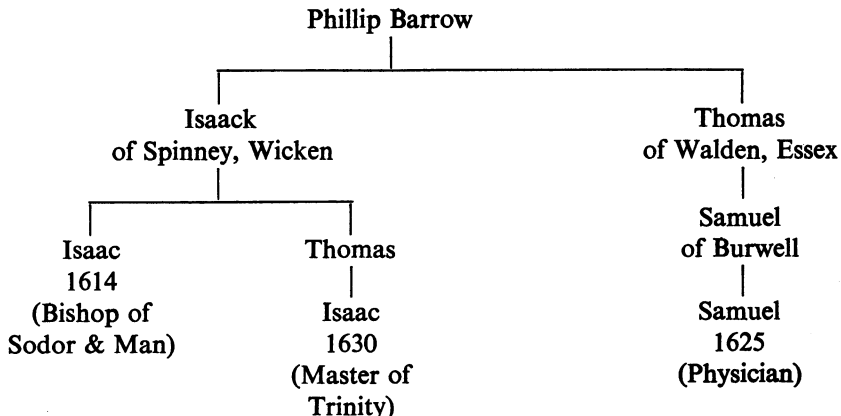 Phillip Barrow
Isaack
of Spinney, Wicken
Thomas
of Walden, Essex
Isaac
1614
(Bishop of
Sodor & Man)
Thomas
Isaac
1630
(Master of
Trinity)
Samuel
of Burwell
Samuel
1625
(Physician)